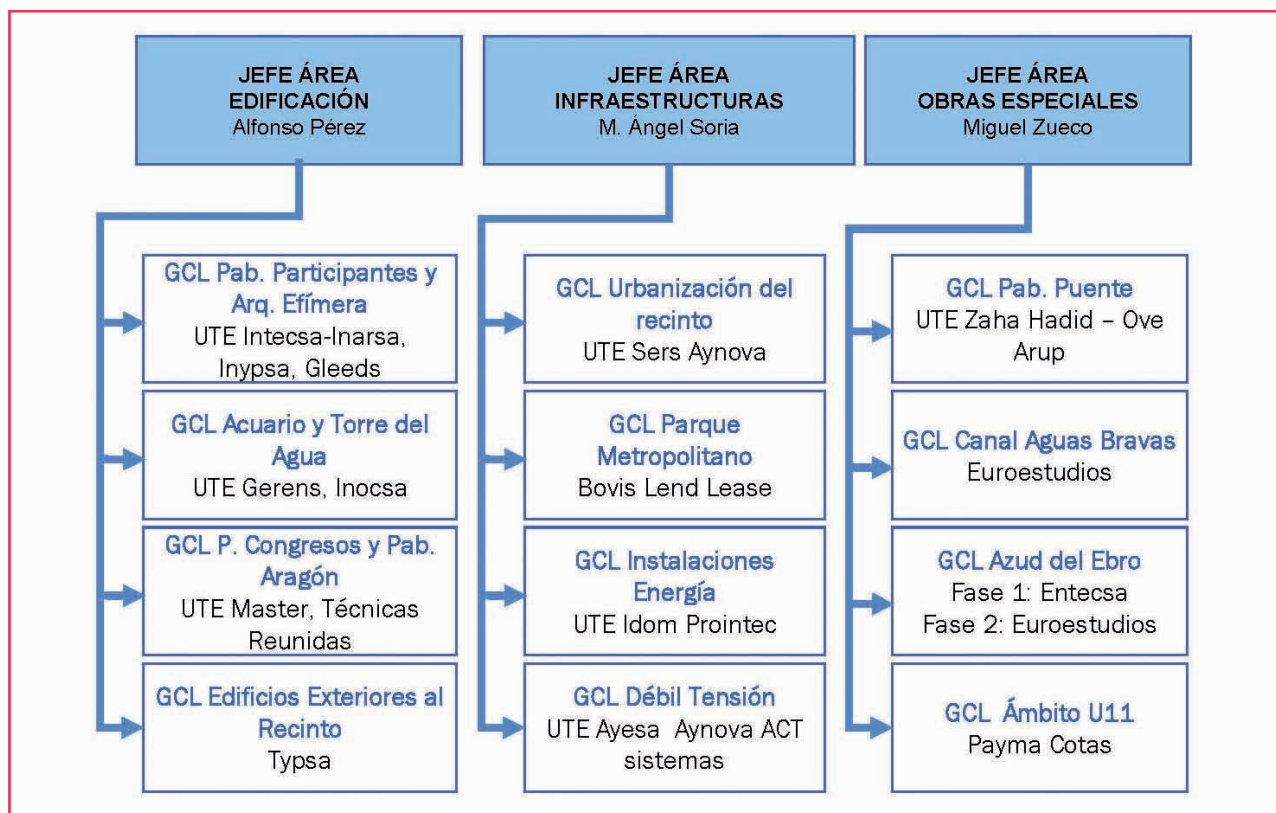 JEFE ÁREA
EDIFICACIÓN
Alfonso Pérez
GCL Pab. Participantes y
Arq. Efímera
UTE Intecsa-Inarsa,
Inypsa, Gleeds
GCL Acuario y Torre del
Agua
UTE Gerens, Inocsa
GCL P. Congresos y Pab.
Aragón
UTE Master, Técnicas
Reunidas
GCL Edificios Exteriores al
Recinto
Typsa
JEFE ÁREA
INFRAESTRUCTURAS
M. Ángel Soria
GCL Urbanización del
recinto
UTE Sers Aynova
GCL Parque
Metropolitano
Bovis Lend Lease
GCL Instalaciones
Energía
UTE Idom Prointec
GCL Débil Tensión
UTE Ayesa Aynova ACT
sistemas
JEFE ÁREA
OBRAS ESPECIALES
Miguel Zueco
GCL Pab. Puente
UTE Zaha Hadid – Ove
Arup
GCL Canal Aguas Bravas
Euroestudios
GCL Azud del Ebro
Fase 1: Entecsa
Fase 2: Euroestudios
GCL Ámbito U11
Payma Cotas